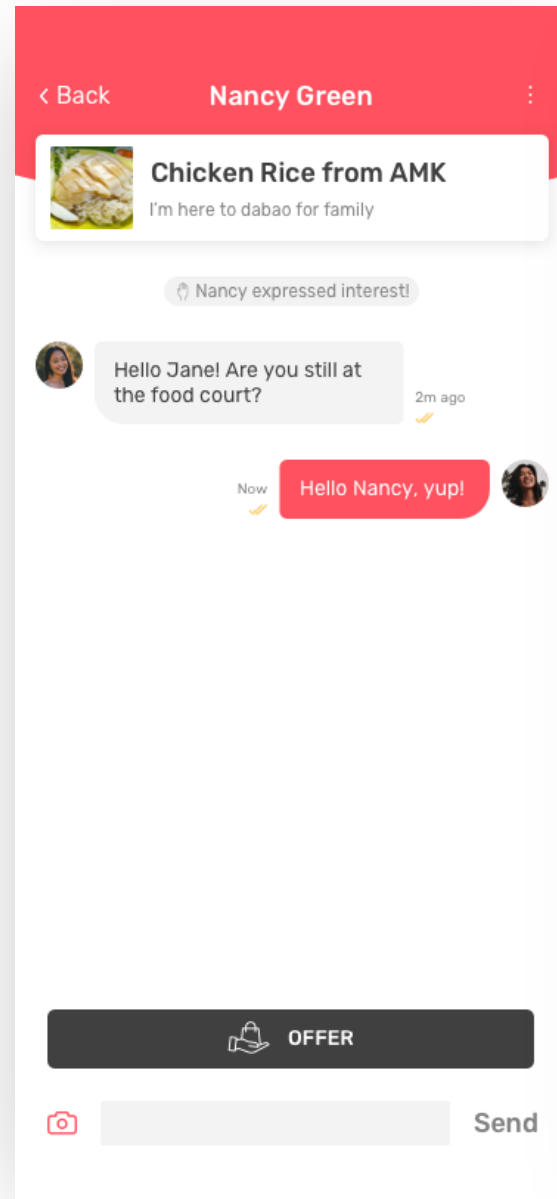 Back
Nancy Green
Chicken Rice from AMK
I'm here to dabao for family
Nancy expressed interest!
Hello Jane! Are you still at
the food court?
2m ago
Now
Hello Nancy, yup!
OFFER
Send